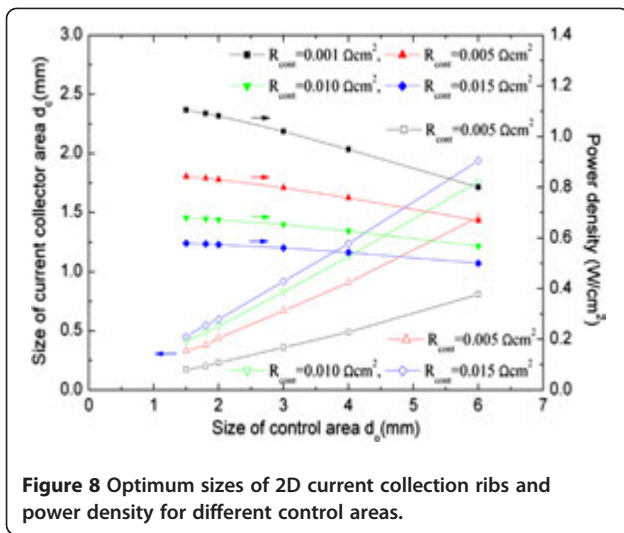 3.0
2.5
2.0
1.5
1.0
0.5
0.0
Size of current collector area d_c(mm)
R_cont=0.001 Ωcm², R_cont=0.005 Ωcm²
R_cont=0.010 Ωcm², R_cont=0.015 Ωcm²
R_cont=0.005 Ωcm²
R_cont=0.005 Ωcm²
R_cont=0.010 Ωcm², R_cont=0.015 Ωcm²
1.4
1.2
1.0
0.8
0.6
0.4
0.2
0.0
Power density (W/cm²)
0 1 2 3 4 5 6 7
Size of control area d_o(mm)
Figure 8 Optimum sizes of 2D current collection ribs and
power density for different control areas.